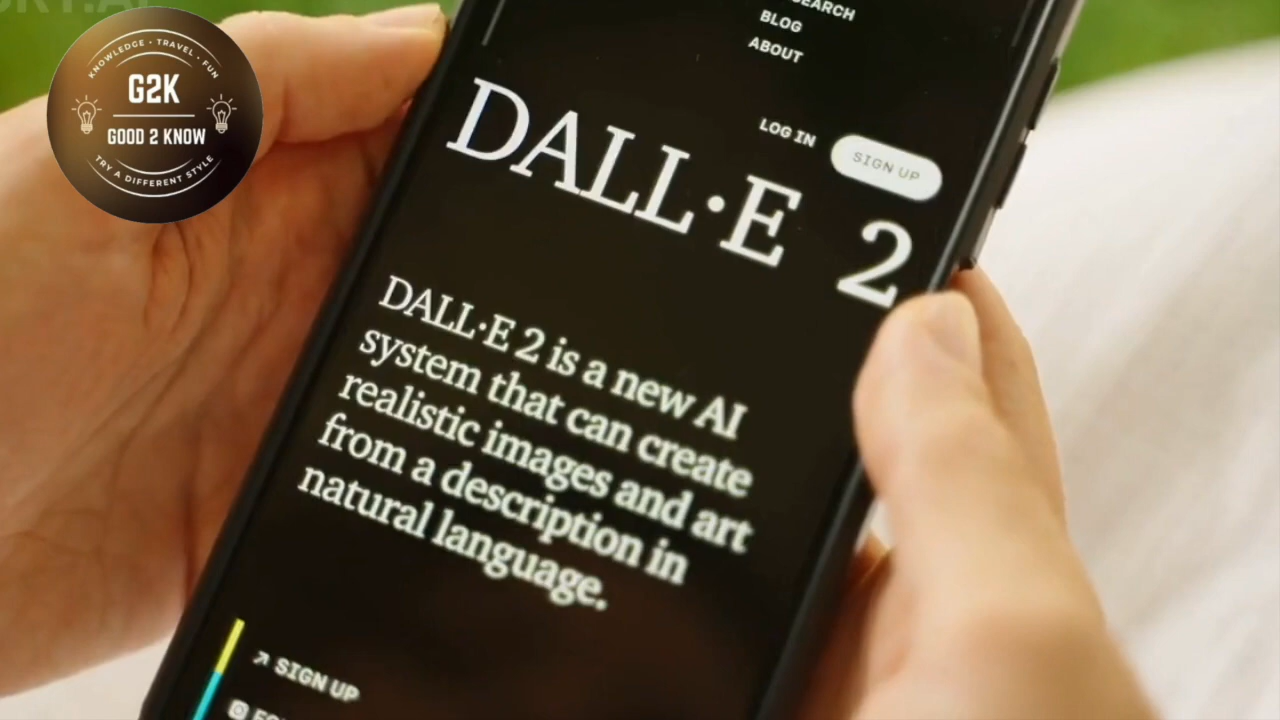 KNOWLEDGE • TRAVEL • FUN
G2K
GOOD 2 KNOW
TRY A DIFFERENT STYLE
BLOG
ABOUT
LOG IN
SIGN UP
DALL·E 2
DALL·E 2 is a new AI
system that can create
realistic images and art
from a description in
natural language.
↗ SIGN UP